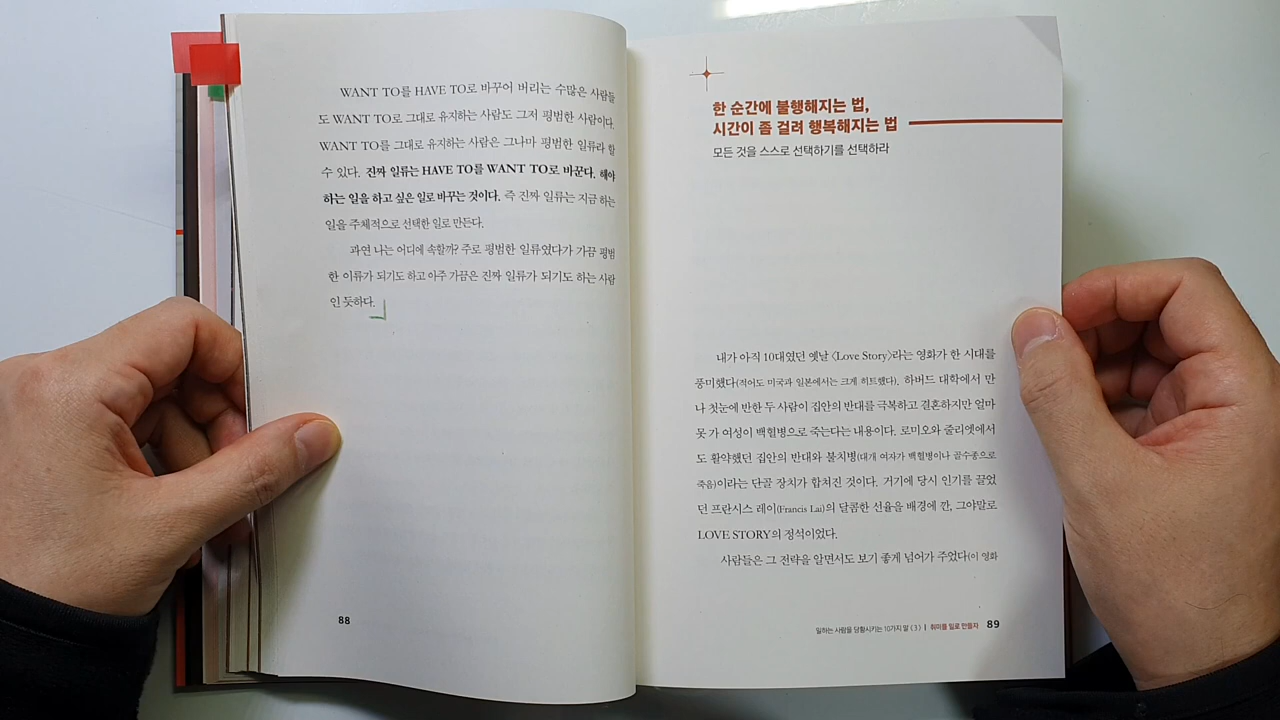 WANT TO를 HAVE TO로 바꾸어 버리는 수많은 사람들
도 WANT TO로 그대로 유지하는 사람도 그저 평범한 사람이다.
WANT TO를 그대로 유지하는 사람은 그나마 평범한 일류라 할
수 있다. 진짜 일류는 HAVE TO를 WANT TO로 바꾼다. 해야
하는 일을 하고 싶은 일로 바꾸는 것이다. 즉 진짜 일류는 지금 하는
일을 주체적으로 선택한 일로 만든다.
과연 나는 어디에 속할까? 주로 평범한 일류였다가 가끔 평범
한 이류가 되기도 하고 아주 가끔은 진짜 일류가 되기도 하는 사람
인 듯하다.
88
한 순간에 불행해지는 법,
시간이 좀 걸려 행복해지는 법
모든 것을 스스로 선택하기를 선택하라
내가 아직 10대였던 옛날 〈Love Story〉라는 영화가 한 시대를
풍미했다(적어도 미국과 일본에서는 크게 히트했다). 하버드 대학에서 만
나 첫눈에 반한 두 사람이 집안의 반대를 극복하고 결혼하지만 얼마
못 가 여성이 백혈병으로 죽는다는 내용이다. 로미오와 줄리엣에서
도 활약했던 집안의 반대와 불치병(대개 여자가 백혈병이나 골수종으로
죽음)이라는 단골 장치가 합쳐진 것이다. 거기에 당시 인기를 끌었
던 프란시스 레이(Francis Lai)의 달콤한 선율을 배경에 깐, 그야말로
LOVE STORY의 정석이었다.
사람들은 그 전략을 알면서도 보기 좋게 넘어가 주었다(이 영화
일하는 사람을 당황시키는 10가지 말 〈3〉 | 취미를 일로 만들자 89